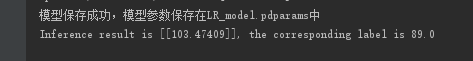 模型保存成功，模型参数保存在LR_model.pdparams中
Inference result is [[103.47409]], the corresponding label is 89.0